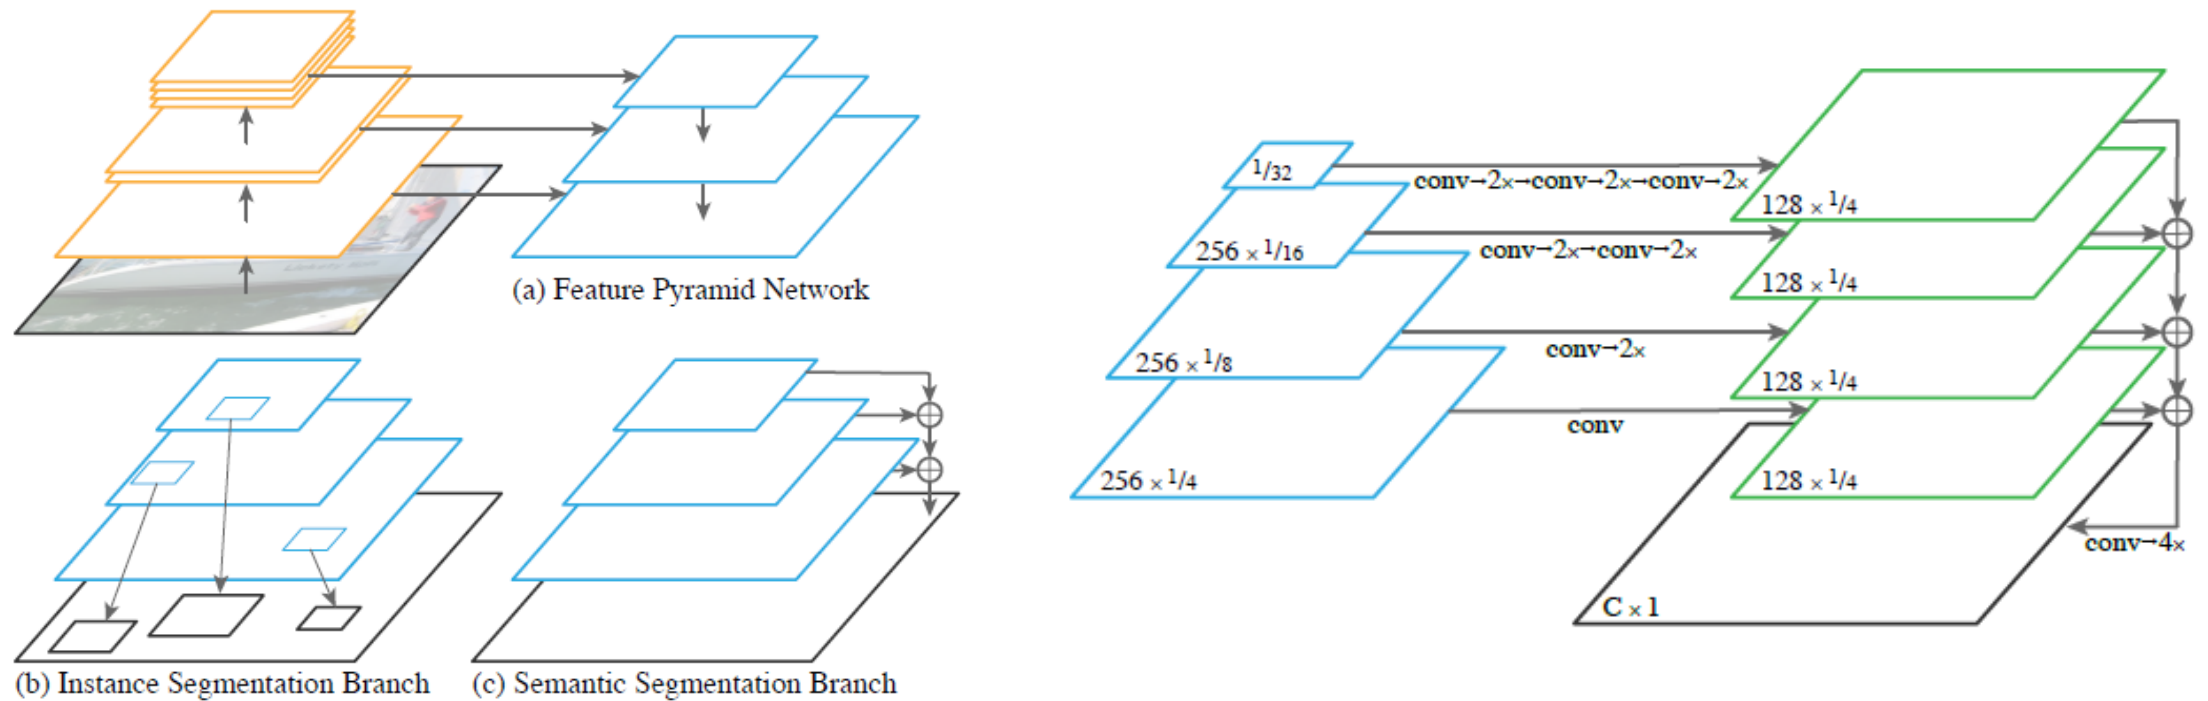 (a) Feature Pyramid Network
(b) Instance Segmentation Branch
(c) Semantic Segmentation Branch
1/32
256 × 1/16
256 × 1/8
256 × 1/4
conv→2×→conv→2×→conv→2×
conv→2×→conv→2×
conv→2×
conv
128 × 1/4
128 × 1/4
128 × 1/4
128 × 1/4
conv→4×
C × 1